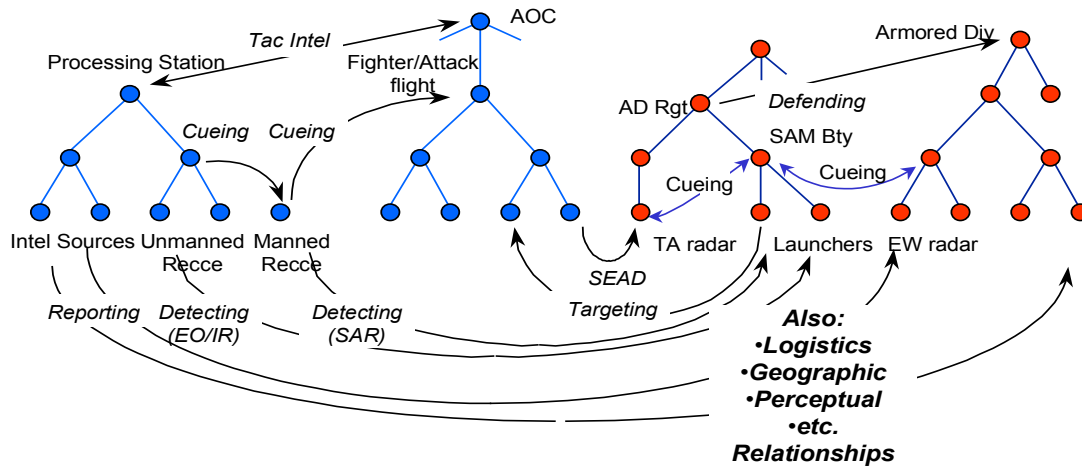 AOC
Tac Intel
Armored Div
Processing Station
Fighter/Attack
flight
AD Rgt
Defending
Cueing
Cueing
SAM Bty
Cueing
Cueing
Intel Sources
Unmanned
Recce
Manned
Recce
TA radar
Launchers
EW radar
SEAD
Reporting
Detecting
(EO/IR)
Detecting
(SAR)
Targeting
Also:
•Logistics
•Geographic
•Perceptual
•etc.
Relationships